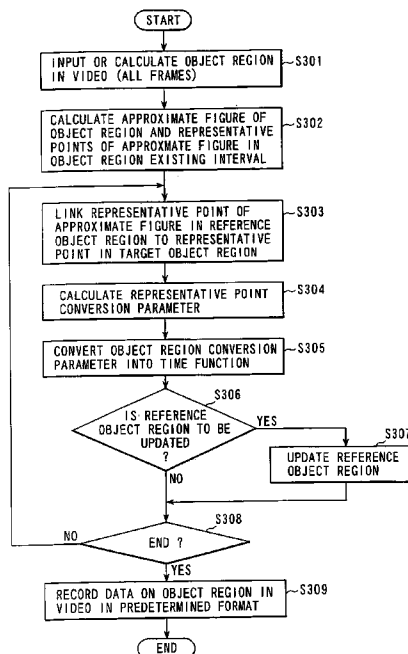 START
INPUT OR CALCULATE OBJECT REGION
IN VIDEO (ALL FRAMES)
S301
CALCULATE APPROXIMATE FIGURE OF
OBJECT REGION AND REPRESENTATIVE
POINTS OF APPROXMATE FIGURE IN
OBJECT REGION EXISTING INTERVAL
S302
LINK REPRESENTATIVE POINT OF
APPROXIMATE FIGURE IN REFERENCE
OBJECT REGION TO REPRESENTATIVE
POINT IN TARGET OBJECT REGION
S303
CALCULATE REPRESENTATIVE POINT
CONVERSION PARAMETER
S304
CONVERT OBJECT REGION CONVERSION
PARAMETER INTO TIME FUNCTION
S305
S306
IS REFERENCE
OBJECT REGION TO BE
UPDATED
?
YES
NO
S307
UPDATE REFERENCE
OBJECT REGION
S308
END ?
NO
YES
RECORD DATA ON OBJECT REGION IN
VIDEO IN PREDETERMINED FORMAT
S309
END